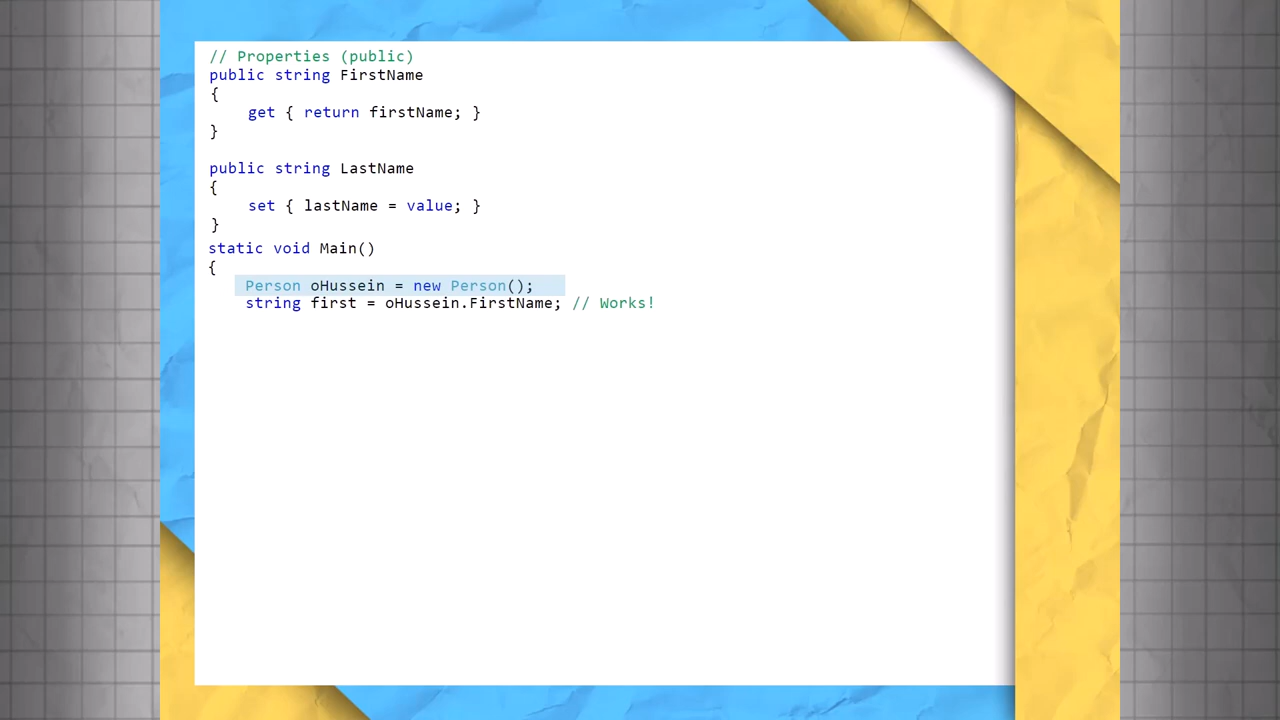 // Properties (public)
public string FirstName
{
    get { return firstName; }
}
public string LastName
{
    set { lastName = value; }
}
static void Main()
{
    Person oHussein = new Person();
    string first = oHussein.FirstName; // Works!